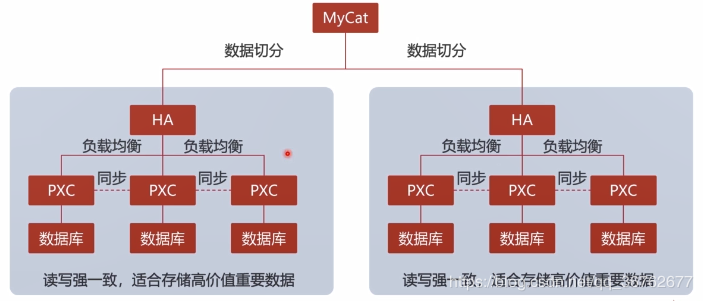 MyCat
数据切分 数据切分
HA HA
负载均衡 负载均衡 负载均衡 负载均衡
PXC 同步 PXC 同步 PXC PXC 同步 PXC 同步 PXC
数据库 数据库 数据库 数据库 数据库 数据库
读写强一致，适合存储高价值重要数据 读写强一致，适合存储高价值重要数据